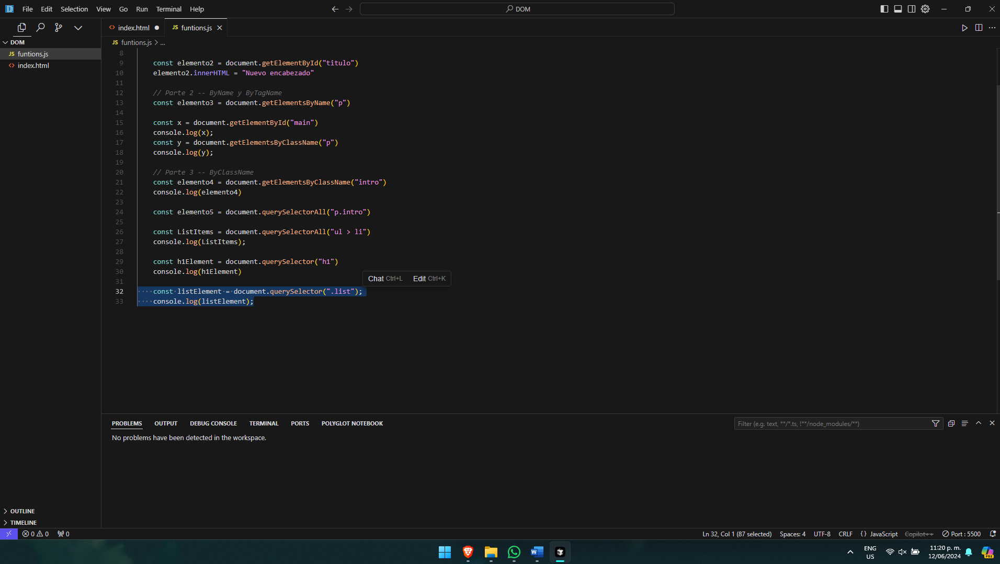 File Edit Selection View Go Run Terminal Help
DOM
index.html
JS funtions.js
DOM
JS funtions.js
index.html
JS funtions.js > ...
8
9 const elemento2 = document.getElementById("titulo")
10 elemento2.innerHTML = "Nuevo encabezado"
11
12 // Parte 2 -- ByName y ByTagName
13 const elemento3 = document.getElementsByName("p")
14
15 const x = document.getElementById("main")
16 console.log(x);
17 const y = document.getElementsByClassName("p")
18 console.log(y);
19
20 // Parte 3 -- ByClassName
21 const elemento4 = document.getElementsByClassName("intro")
22 console.log(elemento4)
23
24 const elemento5 = document.querySelectorAll("p.intro")
25
26 const ListItems = document.querySelectorAll("ul > li")
27 console.log(ListItems);
28
29 const h1Element = document.querySelector("h1")
30 console.log(h1Element)
31
Chat Ctrl+L Edit Ctrl+K
32 const listElement = document.querySelector(".list");
33 console.log(listElement);
PROBLEMS OUTPUT DEBUG CONSOLE TERMINAL PORTS POLYGLOT NOTEBOOK
Filter (e.g. text, **/*.ts, !**/node_modules/**)
No problems have been detected in the workspace.
OUTLINE
TIMELINE
0 0 0
Ln 32, Col 1 (87 selected) Spaces: 4 UTF-8 CRLF {} JavaScript Copilot++ Port : 5500
ENG
US
11:20 p. m.
12/06/2024
PRE